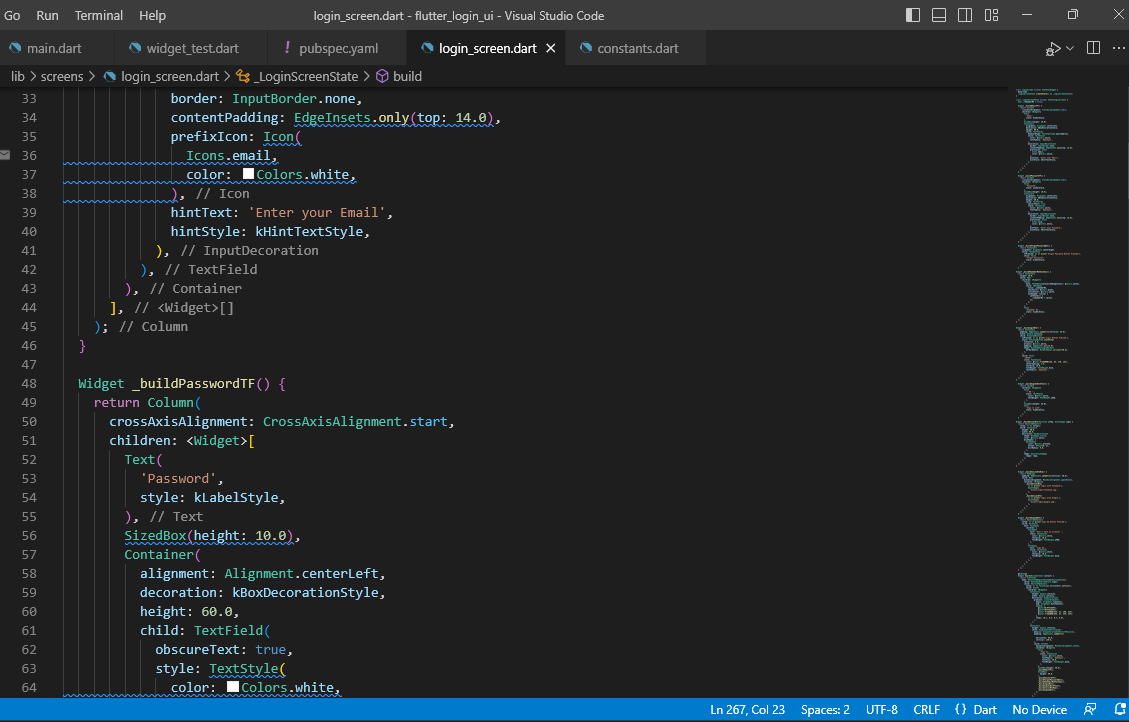 Go Run Terminal Help login_screen.dart - flutter_login_ui - Visual Studio Code
main.dart widget_test.dart ! pubspec.yaml login_screen.dart constants.dart
lib > screens > login_screen.dart > _LoginScreenState > build
33 border: InputBorder.none,
34 contentPadding: EdgeInsets.only(top: 14.0),
35 prefixIcon: Icon(
36 Icons.email,
37 color: Colors.white,
38 ), // Icon
39 hintText: 'Enter your Email',
40 hintStyle: kHintTextStyle,
41 ), // InputDecoration
42 ), // TextField
43 ), // Container
44 ], // <Widget>[]
45 ); // Column
46 }
47
48 Widget _buildPasswordTF() {
49 return Column(
50 crossAxisAlignment: CrossAxisAlignment.start,
51 children: <Widget>[
52 Text(
53 'Password',
54 style: kLabelStyle,
55 ), // Text
56 SizedBox(height: 10.0),
57 Container(
58 alignment: Alignment.centerLeft,
59 decoration: kBoxDecorationStyle,
60 height: 60.0,
61 child: TextField(
62 obscureText: true,
63 style: TextStyle(
64 color: Colors.white,
Ln 267, Col 23 Spaces: 2 UTF-8 CRLF {} Dart No Device